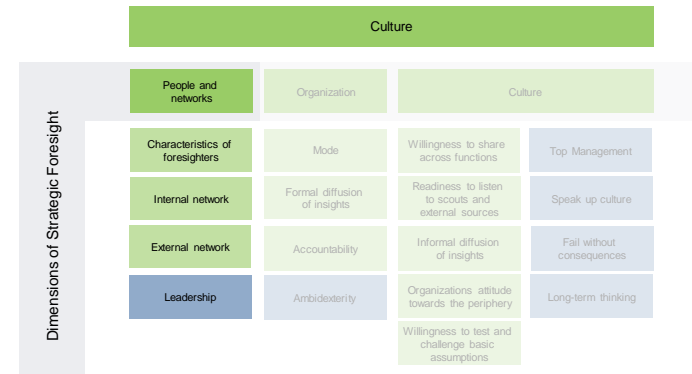 Culture
Dimensions of Strategic Foresight
People and
networks
Organization
Culture
Characteristics of
foresighters
Mode
Willingness to share
across functions
Top Management
Internal network
Formal diffusion
of insights
Readiness to listen
to scouts and
external sources
Speak up culture
External network
Accountability
Informal diffusion
of insights
Fail without
consequences
Leadership
Ambidexterity
Organizations attitude
towards the periphery
Long-term thinking
Willingness to test and
challenge basic
assumptions